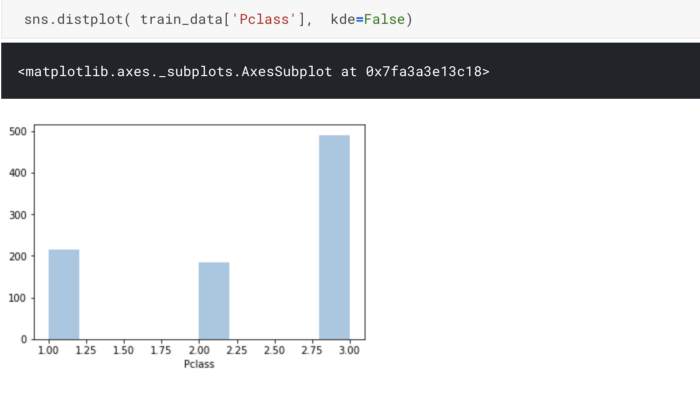 sns.distplot( train_data['Pclass'],  kde=False)
<matplotlib.axes._subplots.AxesSubplot at 0x7fa3a3e13c18>
500
400
300
200
100
0
1.00 1.25 1.50 1.75 2.00 2.25 2.50 2.75 3.00
Pclass